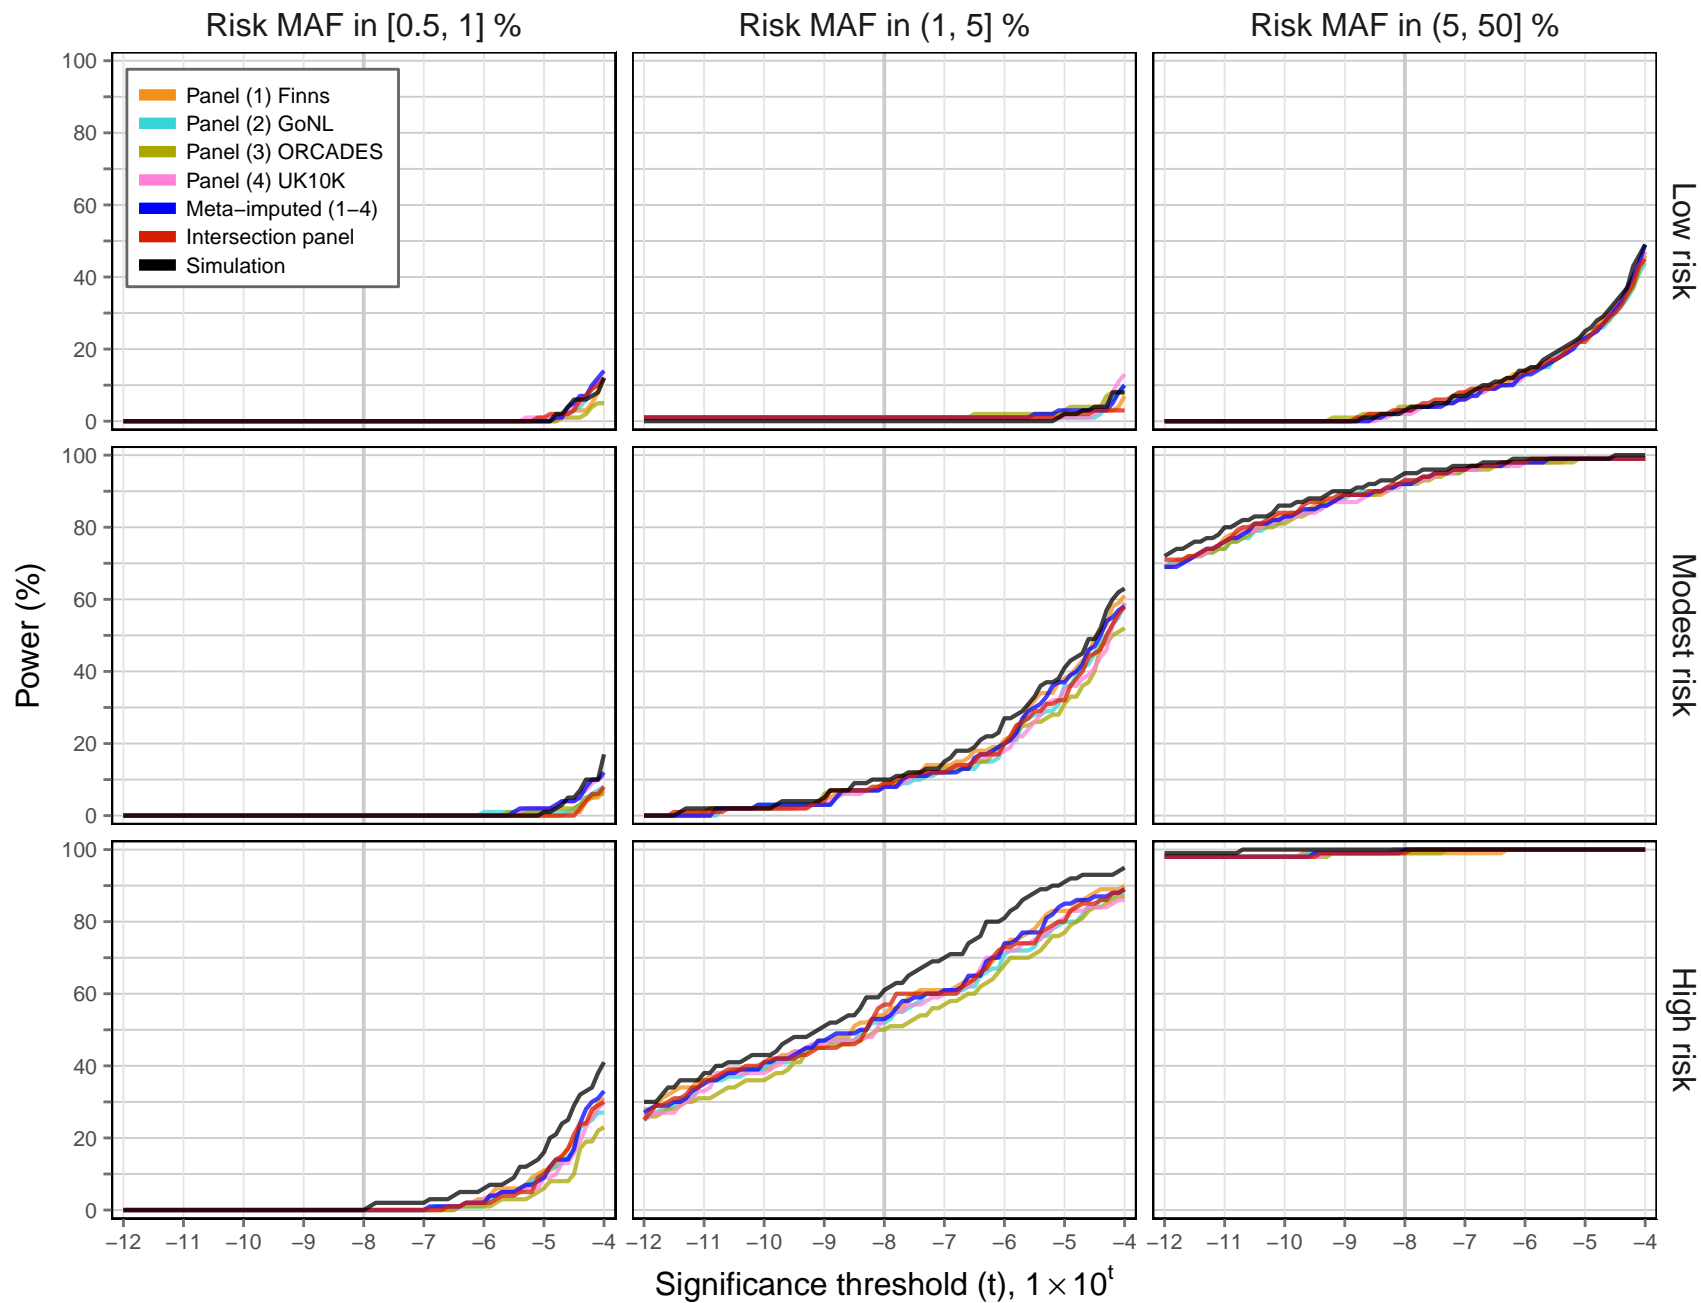 Risk MAF in [0.5, 1] %
Risk MAF in (1, 5] %
Risk MAF in (5, 50] %
Panel (1) Finns
Panel (2) GoNL
Panel (3) ORCADES
Panel (4) UK10K
Meta−imputed (1−4)
Intersection panel
Simulation
100
80
60
40
20
0
Low risk
100
80
60
40
20
0
Modest risk
100
80
60
40
20
0
High risk
Power (%)
−12 −11 −10 −9 −8 −7 −6 −5 −4
−12 −11 −10 −9 −8 −7 −6 −5 −4
−12 −11 −10 −9 −8 −7 −6 −5 −4
Significance threshold (t), 1 × 10^t